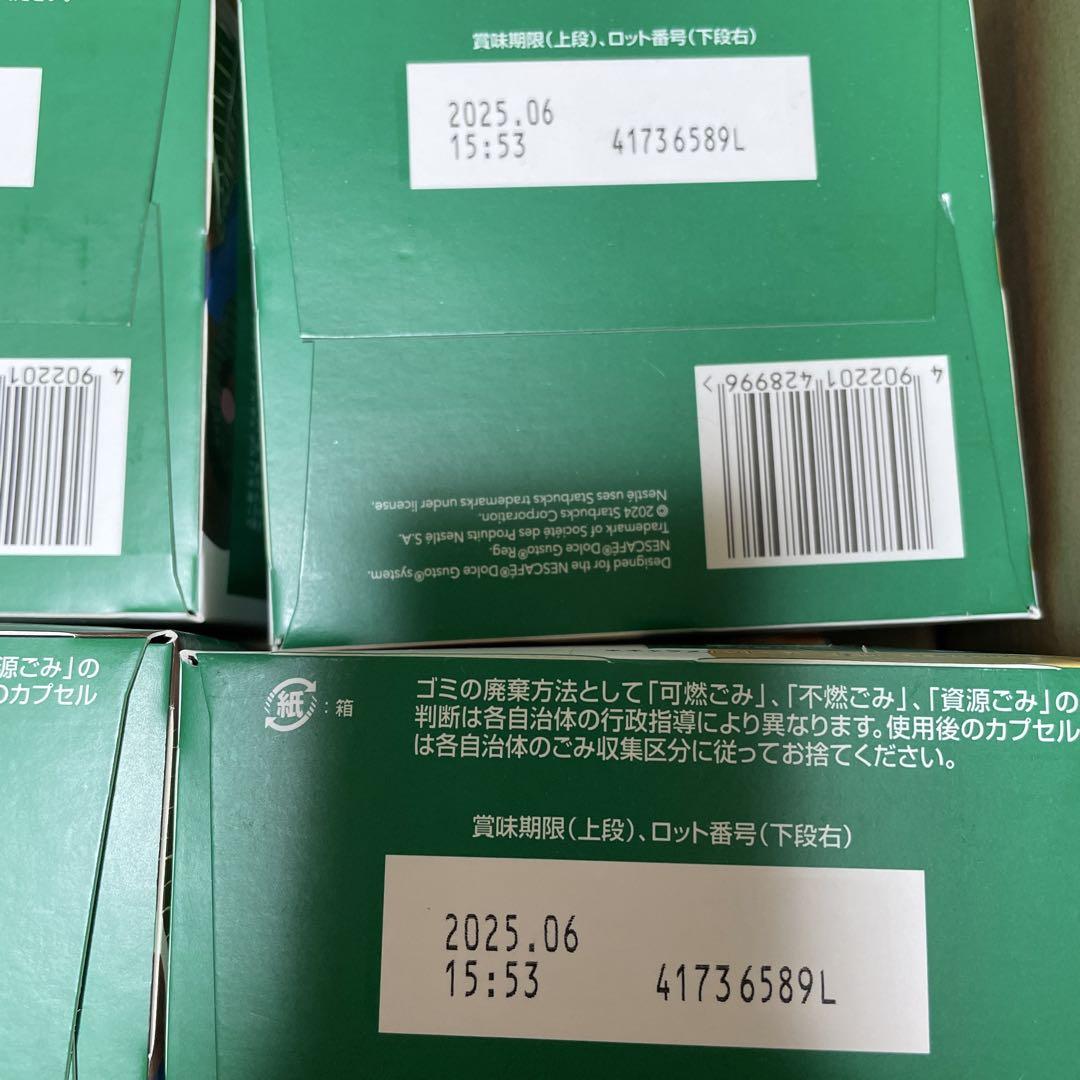 賞味期限(上段)、ロット番号(下段右)
2025.06
15:53 41736589L
4 902201
4 902201 428996 >
Designed for the NESCAFÉ® Dolce Gusto® system.
NESCAFÉ® Dolce Gusto® Reg.
Trademark of Société des Produits Nestlé S.A.
© 2024 Starbucks Corporation.
Nestlé uses Starbucks trademarks under license.
源ごみ」の
のカプセル
紙 : 箱
ゴミの廃棄方法として「可燃ごみ」、「不燃ごみ」、「資源ごみ」の
判断は各自治体の行政指導により異なります。使用後のカプセル
は各自治体のごみ収集区分に従ってお捨てください。
賞味期限(上段)、ロット番号(下段右)
2025.06
15:53 41736589L